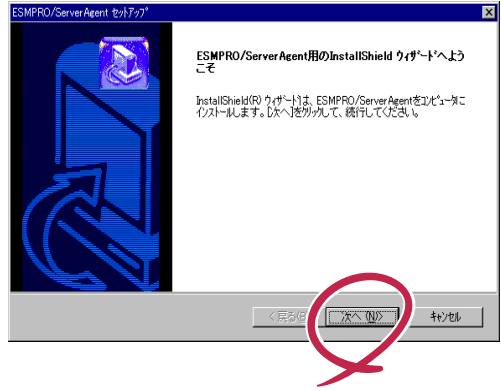 ESMPRO/ServerAgent ｾｯﾄｱｯﾌﾟ
ESMPRO/ServerAgent用のInstallShield ｳｨｻﾞｰﾄﾞへよう
こそ
InstallShield(R) ｳｨｻﾞｰﾄﾞは、ESMPRO/ServerAgentをｺﾝﾋﾟｭｰﾀに
ｲﾝｽﾄｰﾙします。[次へ]をｸﾘｯｸして、続行してください。
< 戻る(B) 次へ (N)> ｷｬﾝｾﾙ